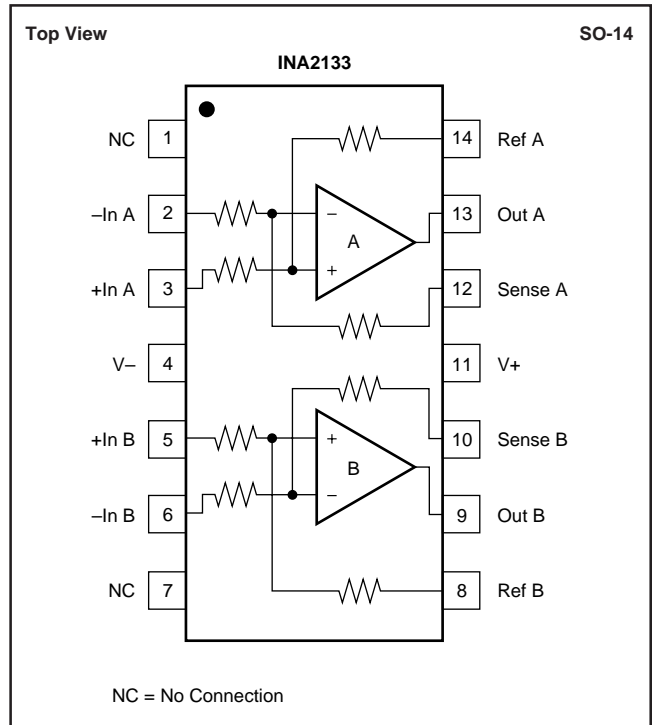 Top View SO-14
INA2133
NC 1 14 Ref A
–In A 2 – 13 Out A
A
+In A 3 + 12 Sense A
V– 4 11 V+
+In B 5 + 10 Sense B
B
–In B 6 – 9 Out B
NC 7 8 Ref B
NC = No Connection